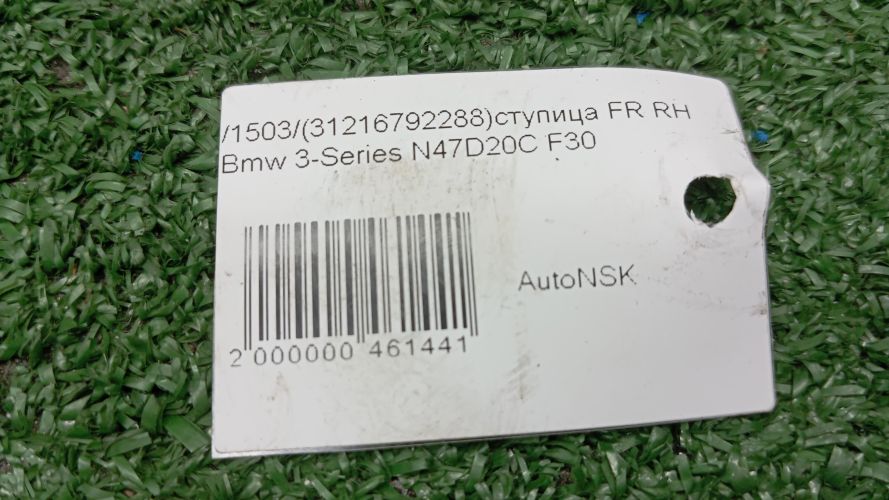 /1503/(31216792288)ступица FR RH
Bmw 3-Series N47D20C F30
AutoNSK
2 000000 461441